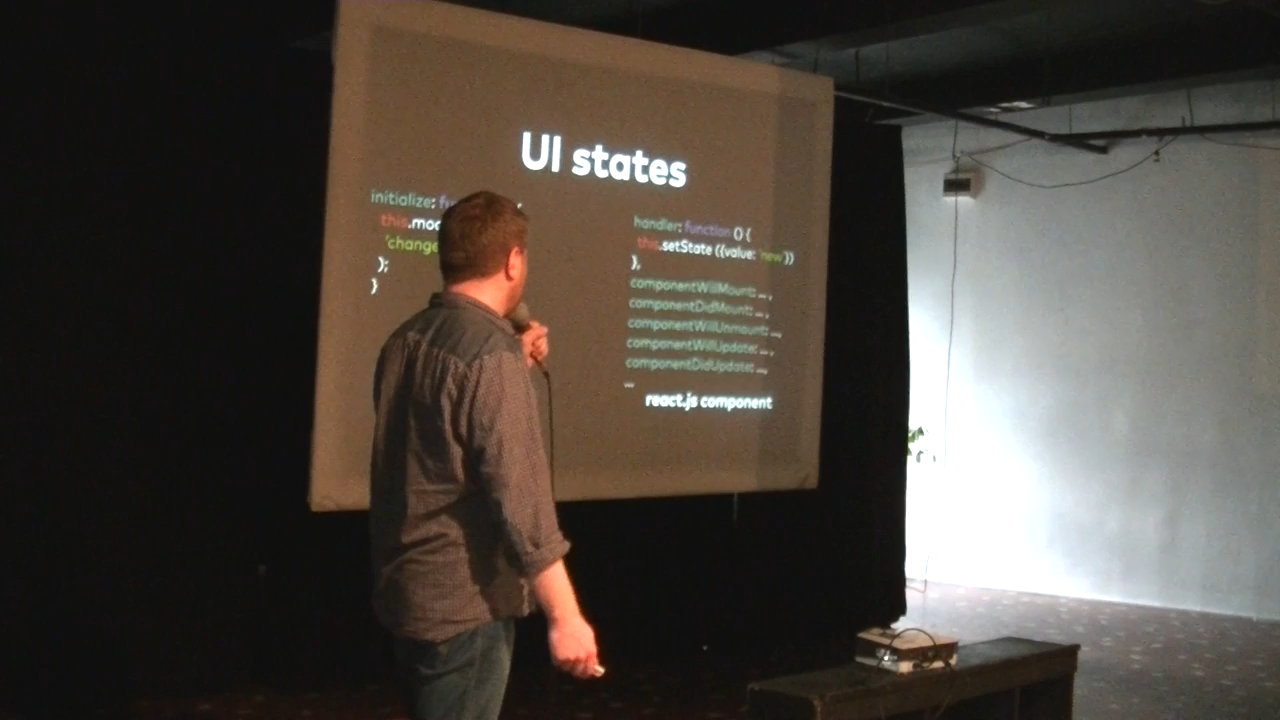 UI states
initialize: {
this.
'change
);
}
handler: function () {
this.setState ({value: 'new'})
},
componentWillMount: ... ,
componentDidMount: ... ,
componentWillUnmount: ...,
componentWillUpdate: ... ,
componentDidUpdate: ...,
...
react.js component